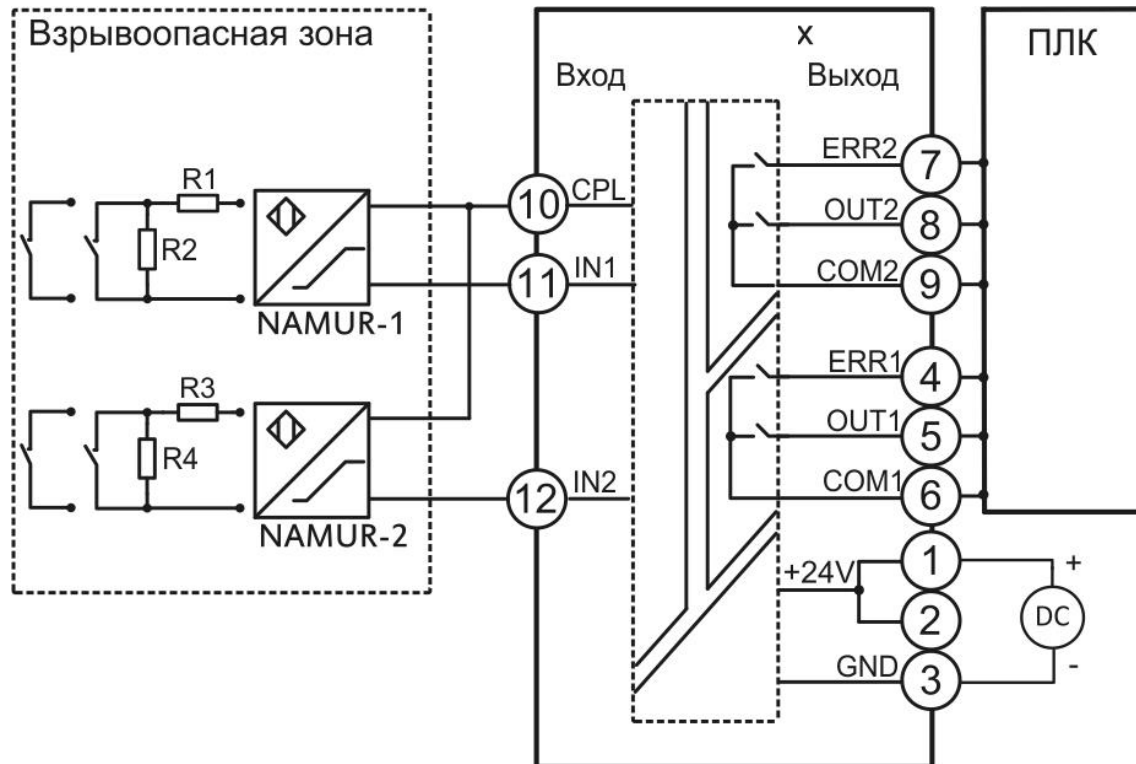 Взрывоопасная зона
х
ПЛК
Вход
Выход
R1
R2
NAMUR-1
R3
R4
NAMUR-2
10 CPL
11 IN1
12 IN2
ERR2 7
OUT2 8
COM2 9
ERR1 4
OUT1 5
COM1 6
+24V 1
2
GND 3
+
DC
-